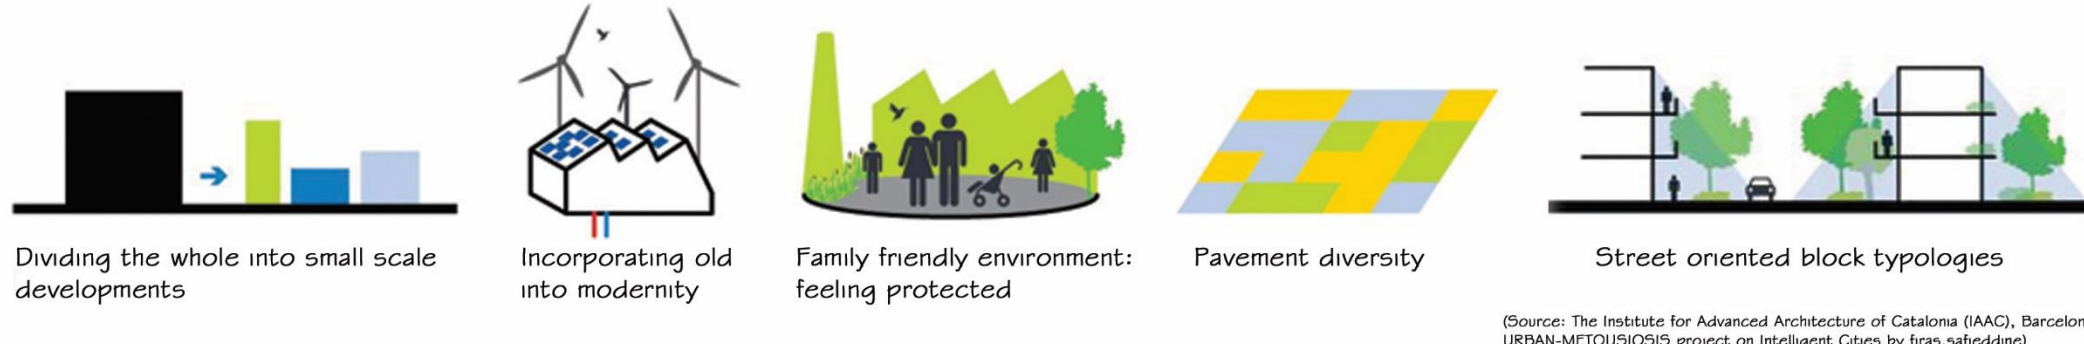 Dividing the whole into small scale
developments
Incorporating old
into modernity
Family friendly environment:
feeling protected
Pavement diversity
Street oriented block typologies
(Source: The Institute for Advanced Architecture of Catalonia (IAAC), Barcelon
URBAN-METOUSIOSIS project on Intelligent Cities by firas.safieddine)